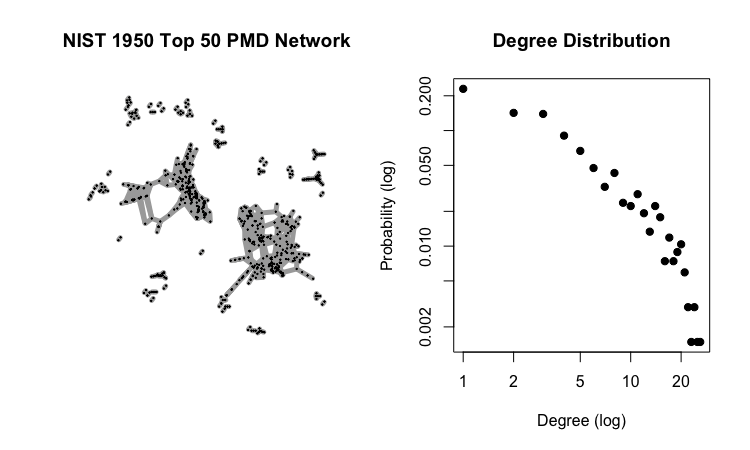 NIST 1950 Top 50 PMD Network
Degree Distribution
Probability (log)
0.200
0.050
0.010
0.002
1 2 5 10 20
Degree (log)